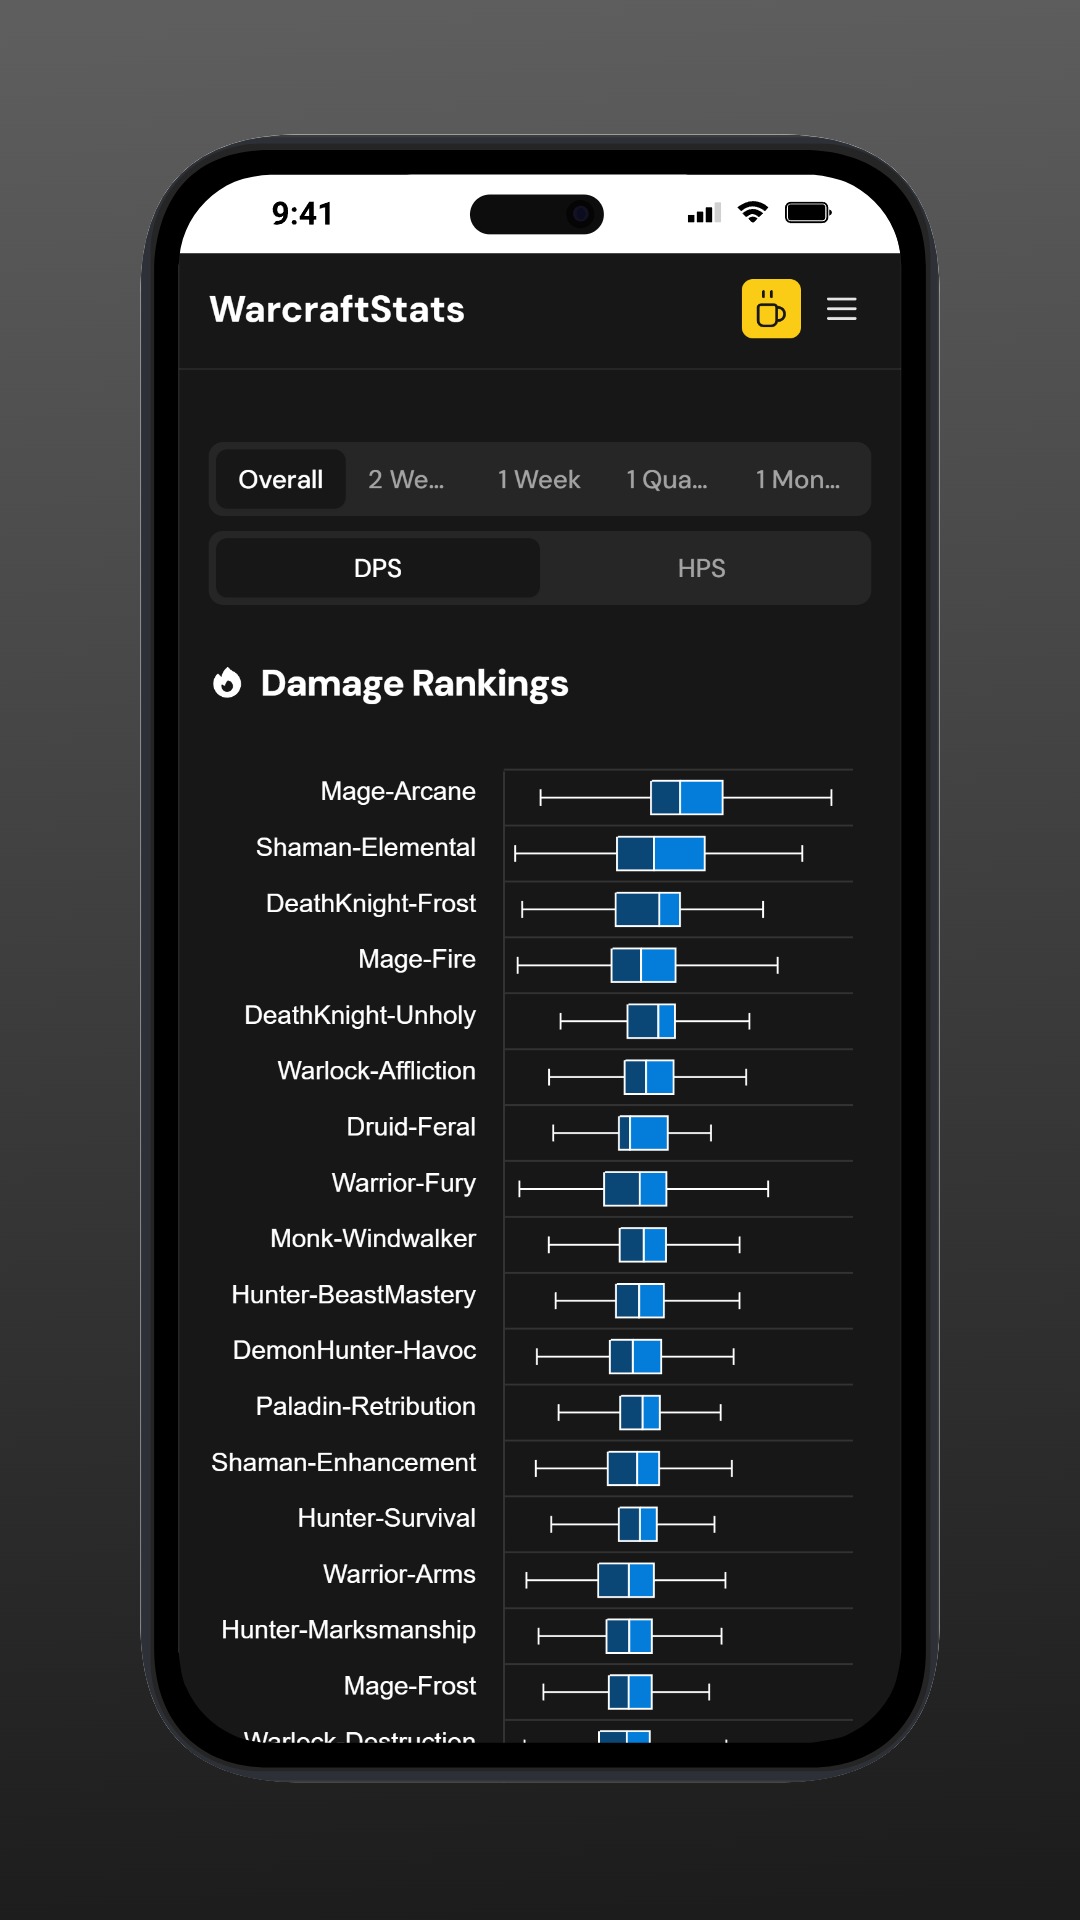 9:41
WarcraftStats
Overall 2 We... 1 Week 1 Qua... 1 Mon...
DPS HPS
Damage Rankings
Mage-Arcane
Shaman-Elemental
DeathKnight-Frost
Mage-Fire
DeathKnight-Unholy
Warlock-Affliction
Druid-Feral
Warrior-Fury
Monk-Windwalker
Hunter-BeastMastery
DemonHunter-Havoc
Paladin-Retribution
Shaman-Enhancement
Hunter-Survival
Warrior-Arms
Hunter-Marksmanship
Mage-Frost
Warlock-Destruction